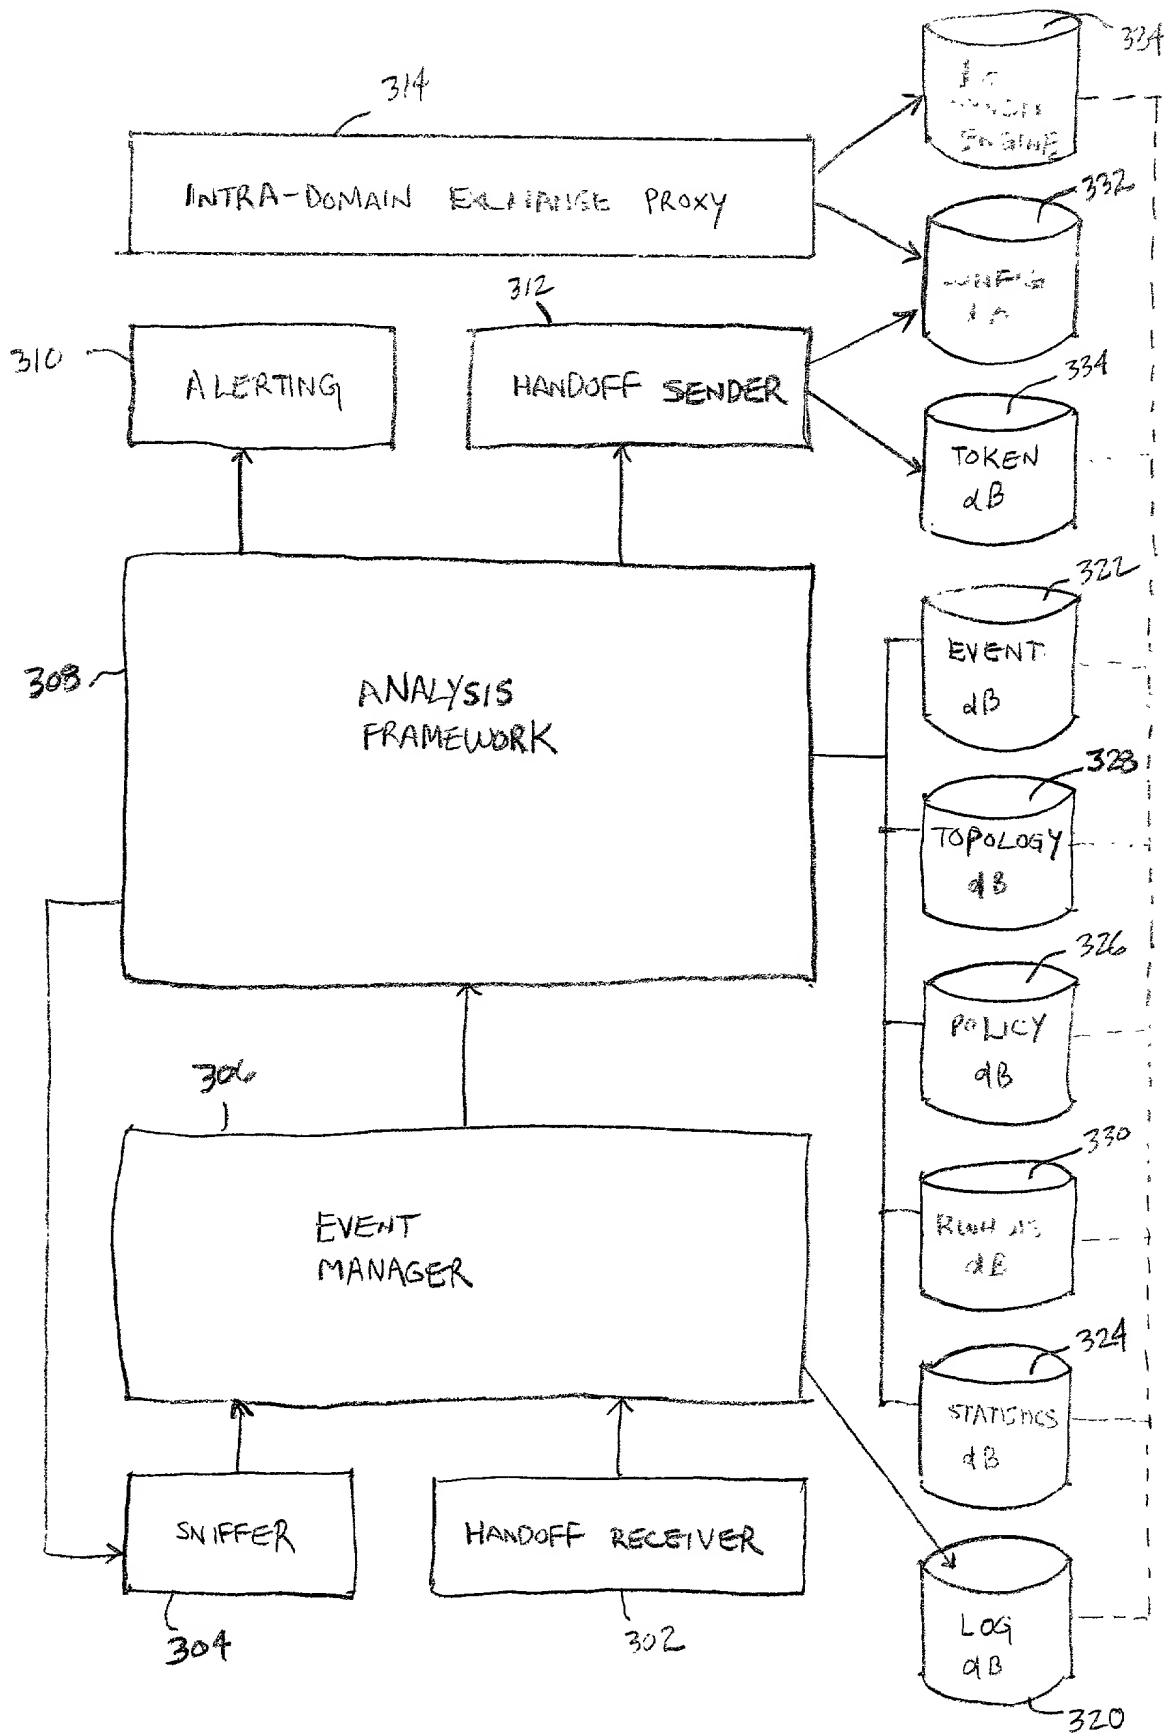 334
314
ENGINE
INTRA-DOMAIN EXCHANGE PROXY
332
312
310
ALERTING
HANDOFF SENDER
334
TOKEN
dB
322
EVENT
dB
308
ANALYSIS
FRAMEWORK
328
TOPOLOGY
dB
326
POLICY
dB
306
330
dB
EVENT
MANAGER
324
STATISTICS
dB
SNIFFER
HANDOFF RECEIVER
LOG
dB
304
302
320